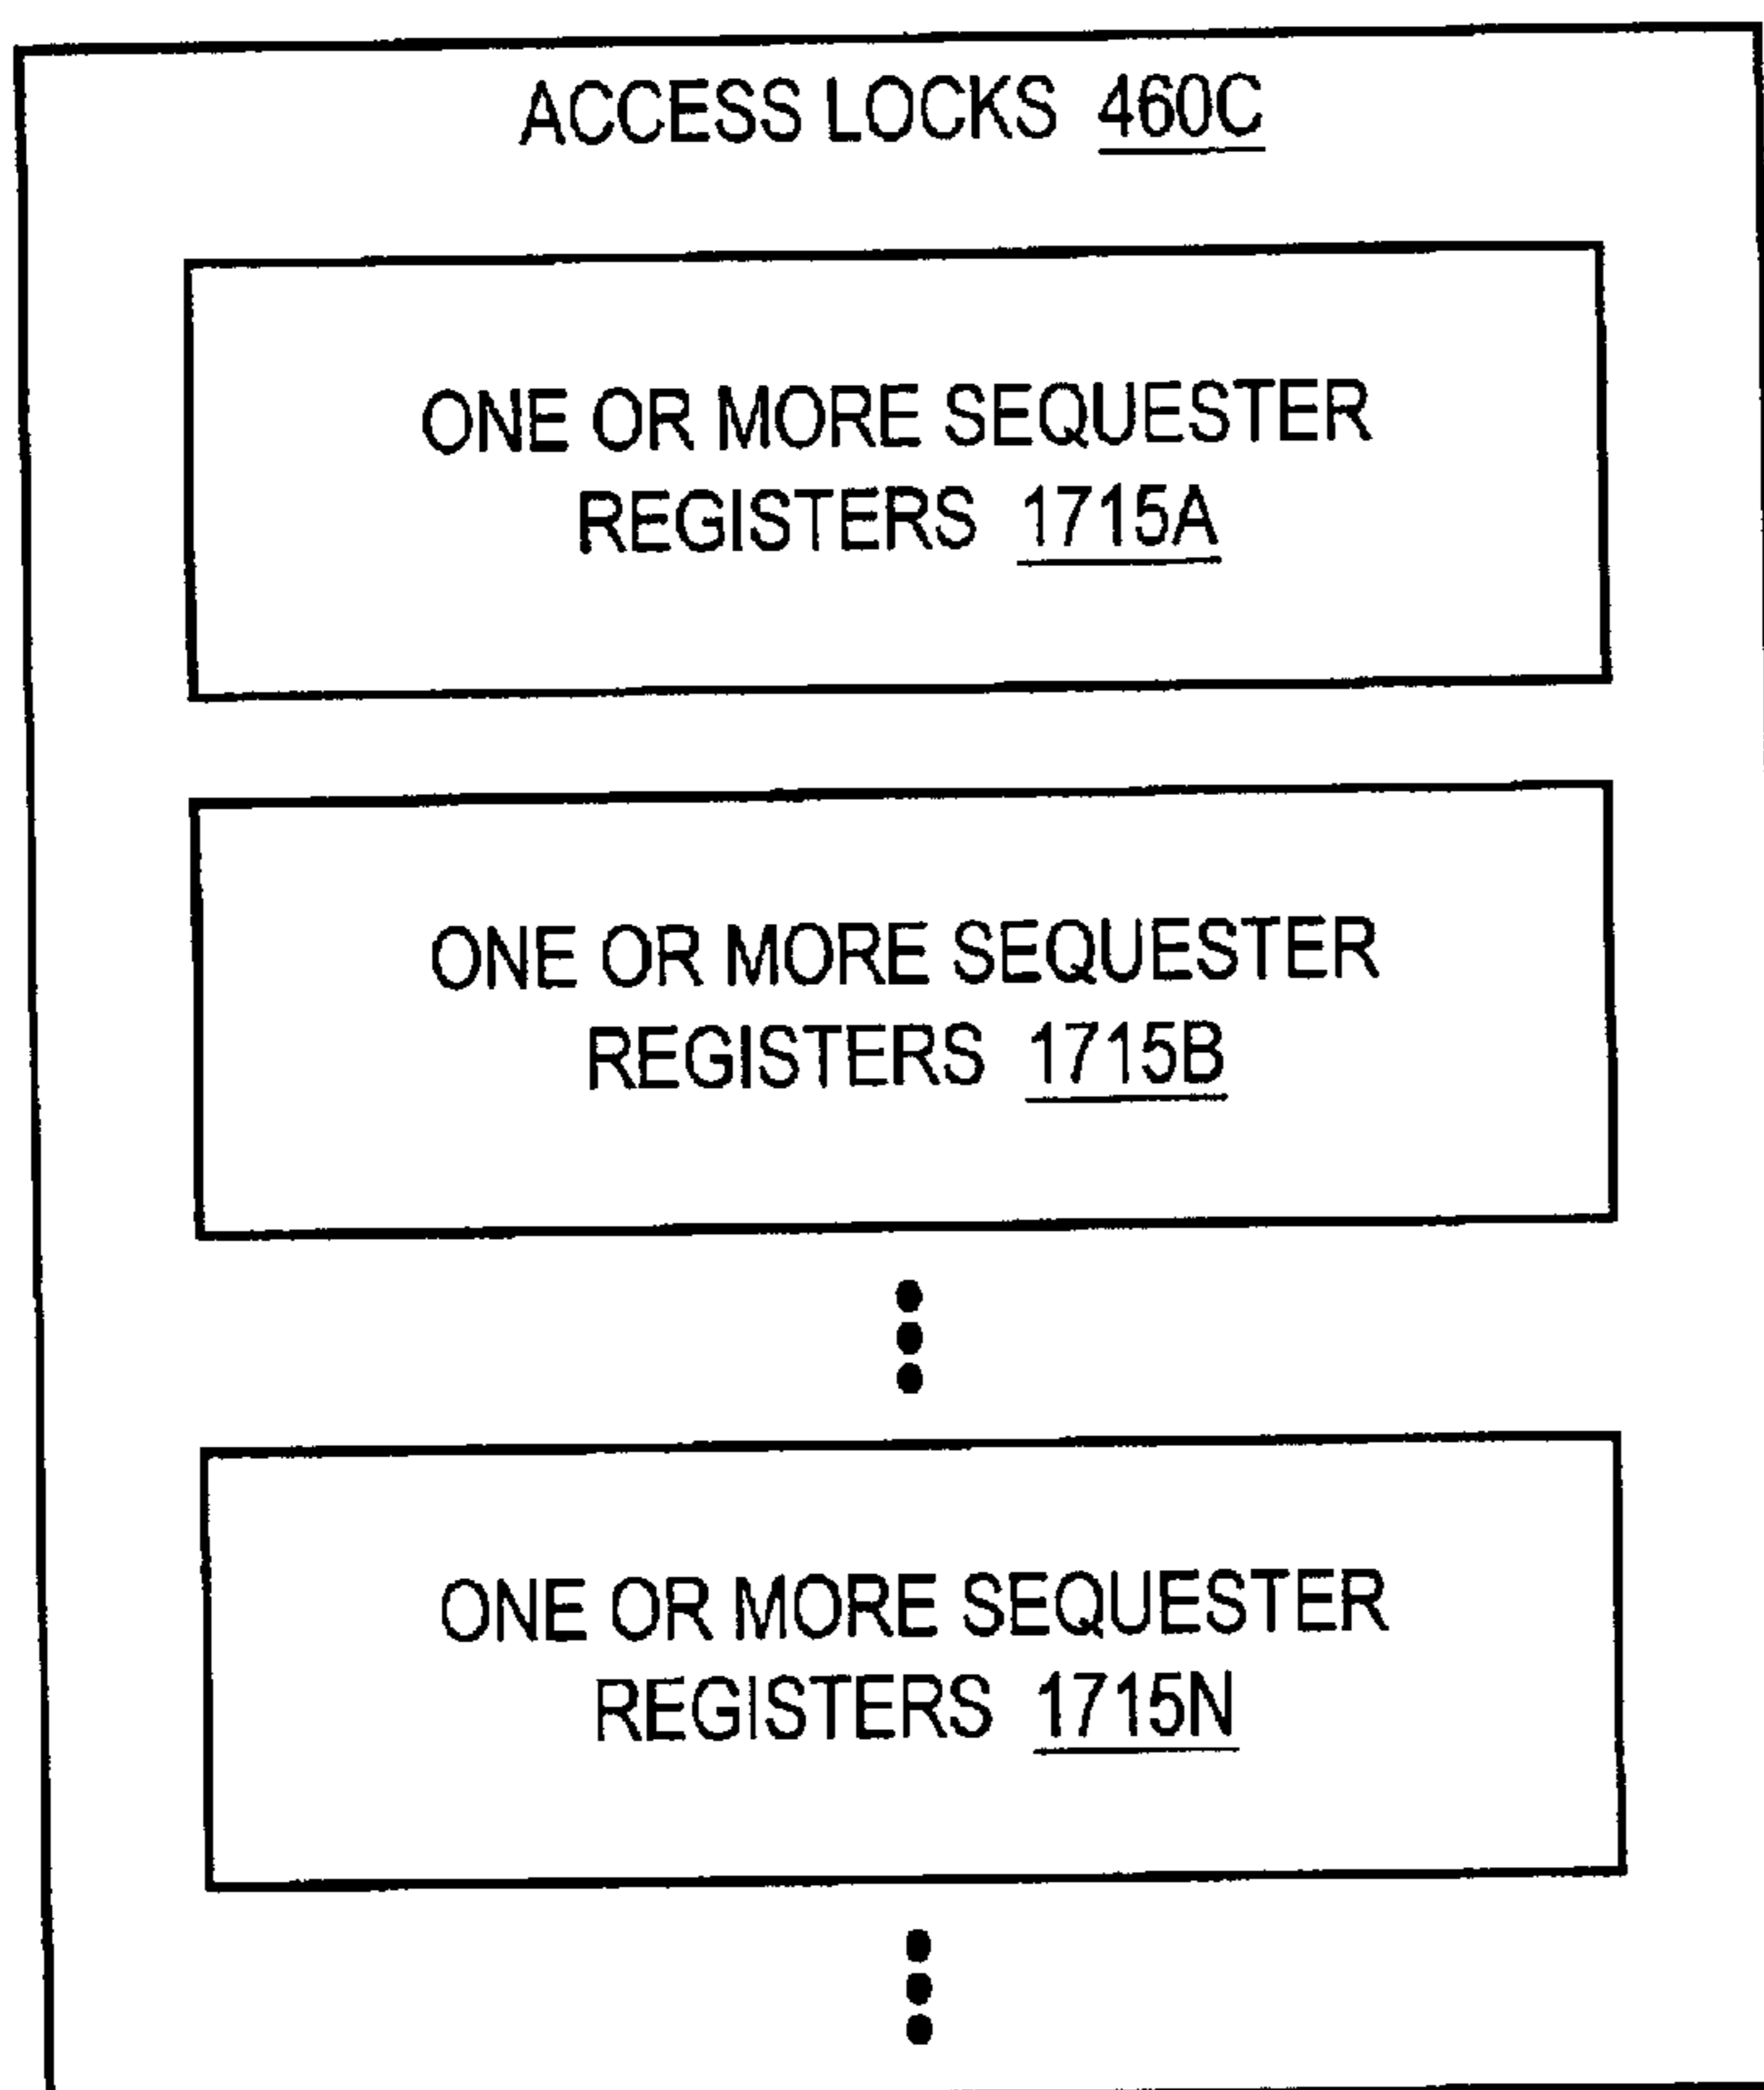 ACCESS LOCKS 460C
ONE OR MORE SEQUESTER
REGISTERS 1715A
ONE OR MORE SEQUESTER
REGISTERS 1715B
ONE OR MORE SEQUESTER
REGISTERS 1715N